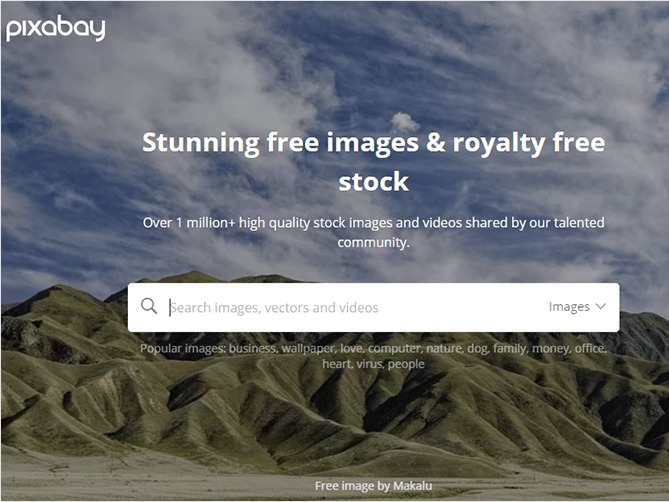 pixabay
Stunning free images & royalty free
stock
Over 1 million+ high quality stock images and videos shared by our talented
community.
Search images, vectors and videos
Images
Popular images: business, wallpaper, love, computer, nature, dog, family, money, office,
heart, virus, people
Free image by Makalu